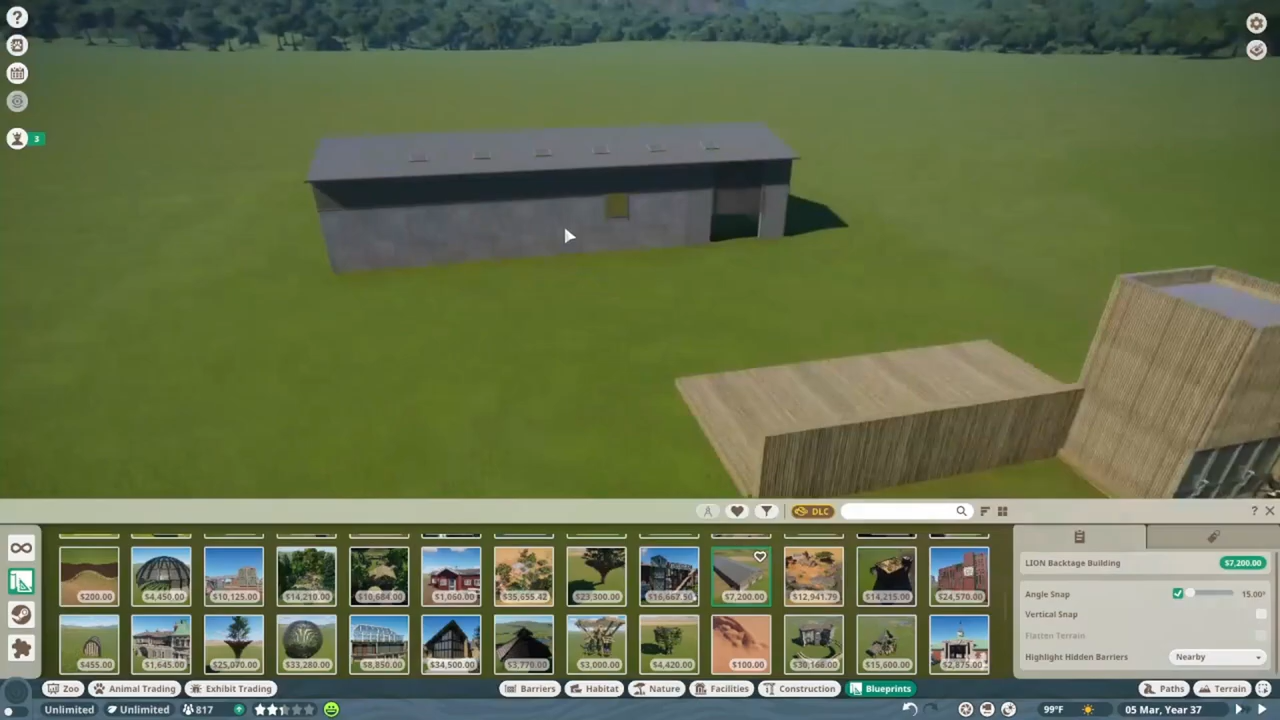 ?
3
DLC
? ×
$200.00 $4,450.00 $10,125.00 $14,210.00 $10,684.00 $1,060.00 $35,655.42 $23,300.00 $16,667.50 $7,200.00 $12,941.79 $14,215.00 $24,570.00
$455.00 $1,645.00 $25,070.00 $33,280.00 $8,850.00 $34,500.00 $3,770.00 $3,000.00 $4,420.00 $100.00 $30,166.00 $15,600.00 $2,875.00
LION Backtage Building $7,200.00
Angle Snap 15.00°
Vertical Snap
Flatten Terrain
Highlight Hidden Barriers Nearby
Zoo Animal Trading Exhibit Trading Barriers Habitat Nature Facilities Construction Blueprints Paths Terrain
Unlimited Unlimited 817 99°F 05 Mar, Year 37